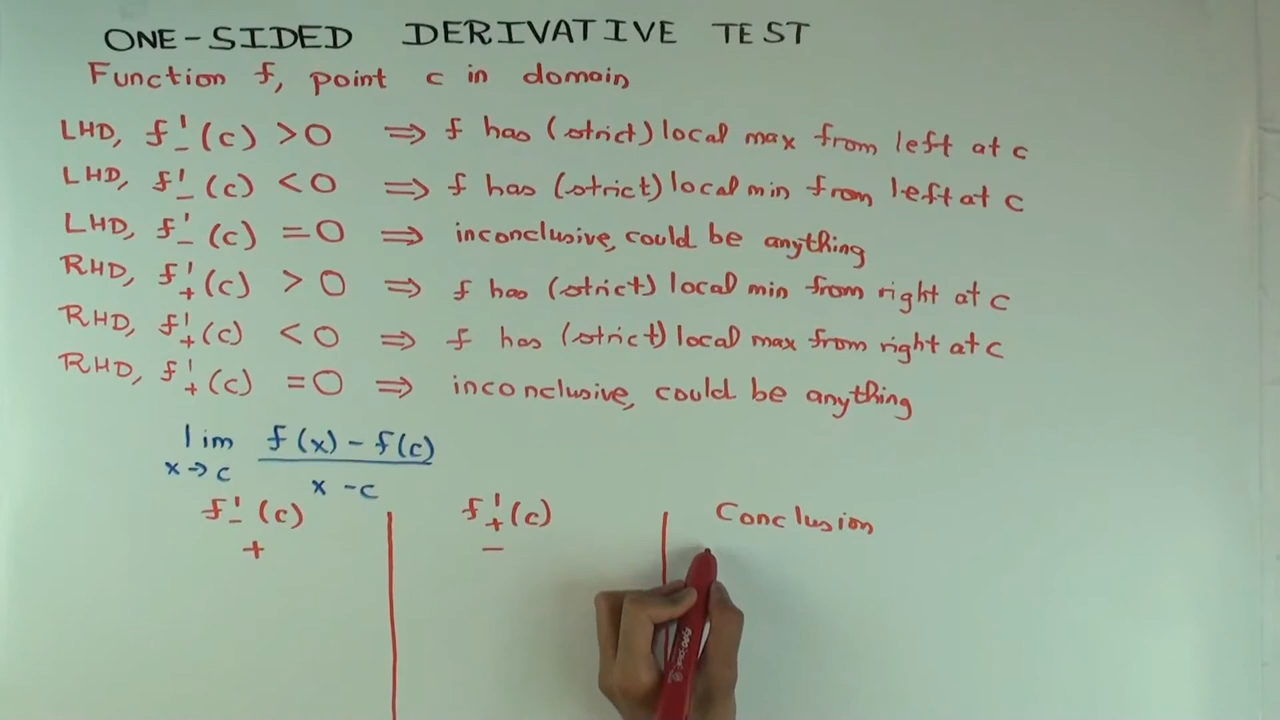 ONE-SIDED DERIVATIVE TEST
Function f, point c in domain
LHD, f'₋(c) >0 ⇒ f has (strict) local max from left at c
LHD, f'₋(c) <0 ⇒ f has (strict) local min from left at c
LHD, f'₋(c) =0 ⇒ inconclusive, could be anything
RHD, f'₊(c) >0 ⇒ f has (strict) local min from right at c
RHD, f'₊(c) <0 ⇒ f has (strict) local max from right at c
RHD, f'₊(c) =0 ⇒ inconclusive, could be anything
lim x→c f(x)-f(c) / x-c
f'₋(c) f'₊(c) Conclusion
+ −